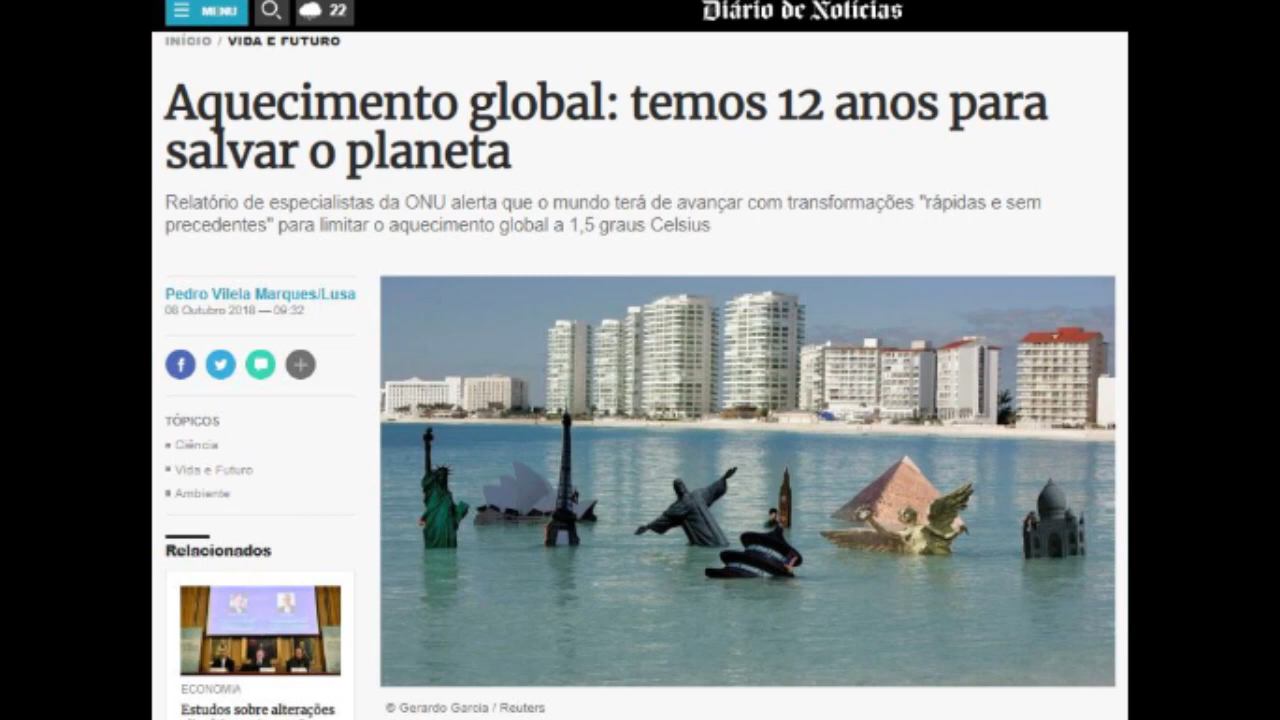 MENU
22
Diário de Notícias
INÍCIO / VIDA E FUTURO
Aquecimento global: temos 12 anos para
salvar o planeta
Relatório de especialistas da ONU alerta que o mundo terá de avançar com transformações "rápidas e sem
precedentes" para limitar o aquecimento global a 1,5 graus Celsius
Pedro Vilela Marques/Lusa
08 Outubro 2018 — 09:32
TÓPICOS
Ciência
Vida e Futuro
Ambiente
Relacionados
ECONOMIA
Estudos sobre alterações
© Gerardo Garcia / Reuters